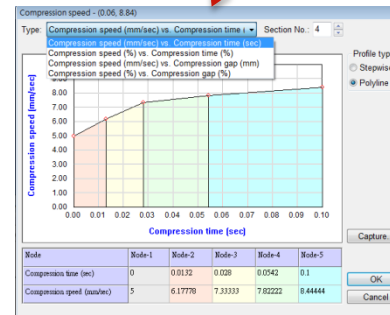 Compression speed - (0.06, 8.84)
Type: Compression speed (mm/sec) vs. Compression time ( Section No.: 4
Compression speed (mm/sec) vs. Compression time (sec)
Compression speed (%) vs. Compression time (%)
Compression speed (mm/sec) vs. Compression gap (mm)
Compression speed (%) vs. Compression gap (%)
Profile typ
Stepwise
Polyline
Compression speed (mm/sec)
8.00
7.00
6.00
5.00
4.00
3.00
2.00
1.00
0.00
0.00 0.01 0.02 0.03 0.04 0.05 0.06 0.07 0.08 0.09 0.10
Compression time (sec)
Capture.
Node Node-1 Node-2 Node-3 Node-4 Node-5
Compression time (sec) 0 0.0132 0.028 0.0542 0.1
Compression speed (mm/sec) 5 6.17778 7.33333 7.82222 8.44444
OK
Cancel